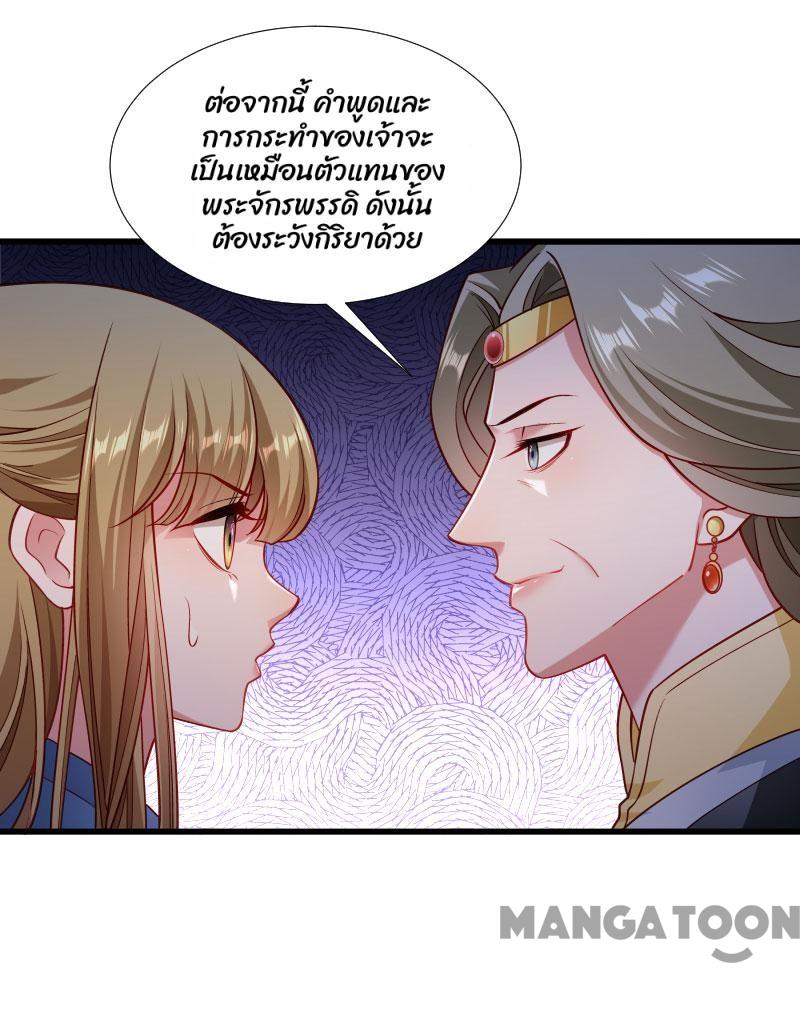 ต่อจากนี้ คำพูดและ
การกระทำของเจ้าจะ
เป็นเหมือนตัวแทนของ
พระจักรพรรดิ ดังนั้น
ต้องระวังกิริยาด้วย
MANGATOON